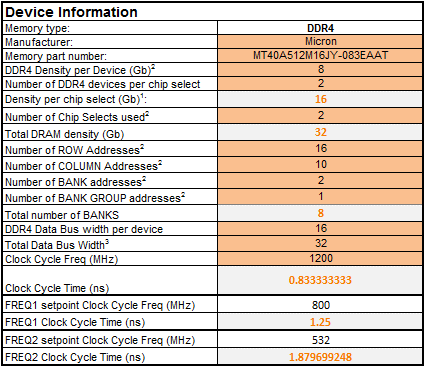 Device Information
Memory type: DDR4
Manufacturer: Micron
Memory part number: MT40A512M16JY-083EAAT
DDR4 Density per Device (Gb)² 8
Number of DDR4 devices per chip select 2
Density per chip select (Gb)¹: 16
Number of Chip Selects used² 2
Total DRAM density (Gb) 32
Number of ROW Addresses² 16
Number of COLUMN Addresses² 10
Number of BANK addresses² 2
Number of BANK GROUP addresses² 1
Total number of BANKS 8
DDR4 Data Bus width per device 16
Total Data Bus Width³ 32
Clock Cycle Freq (MHz) 1200
Clock Cycle Time (ns) 0.833333333
FREQ1 setpoint Clock Cycle Freq (MHz) 800
FREQ1 Clock Cycle Time (ns) 1.25
FREQ2 setpoint Clock Cycle Freq (MHz) 532
FREQ2 Clock Cycle Time (ns) 1.879699248